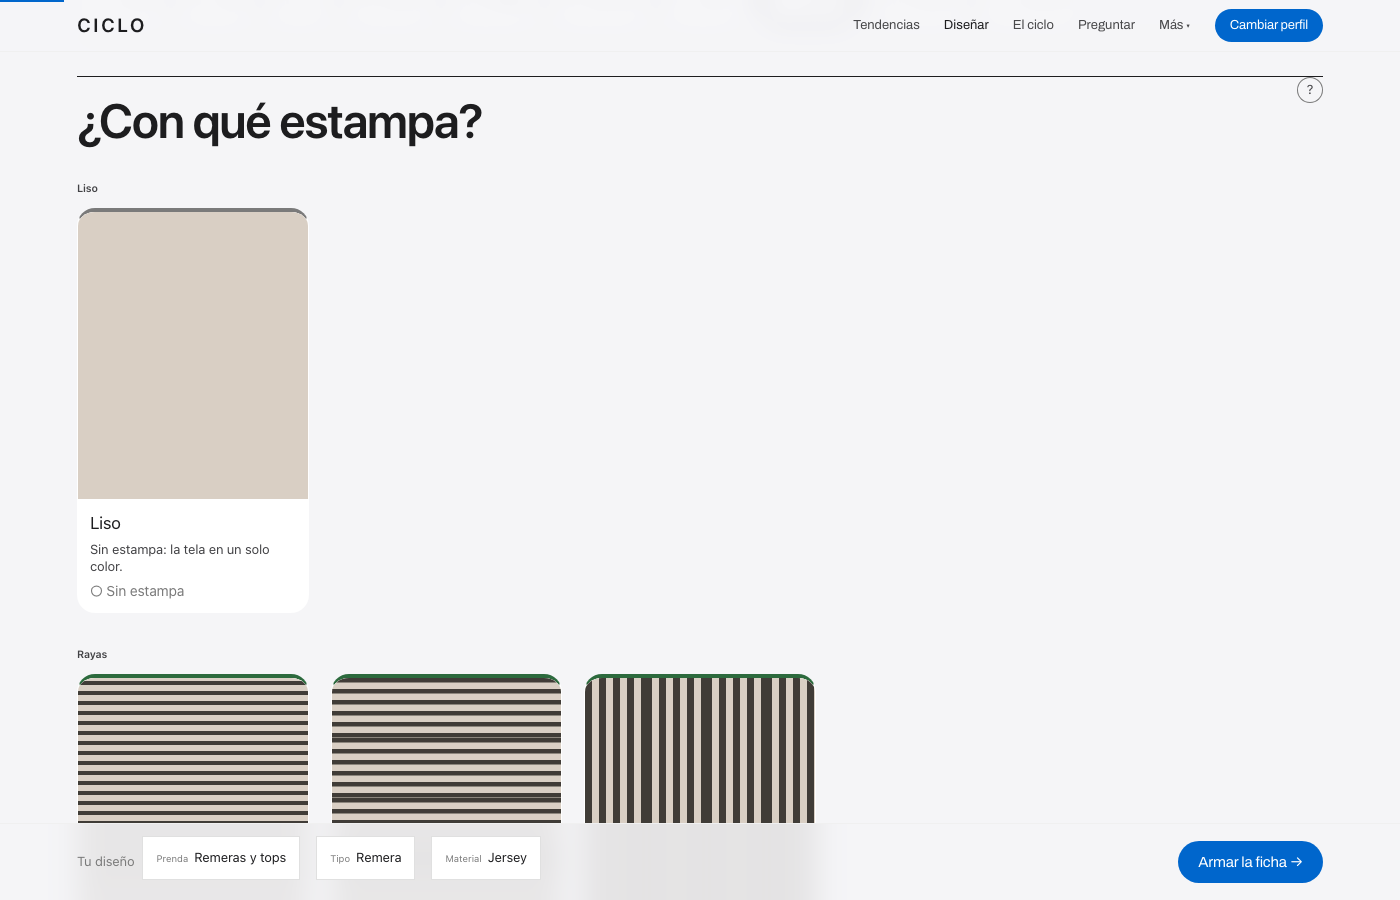 CICLO
Tendencias
Diseñar
El ciclo
Preguntar
Más
Cambiar perfil
?
¿Con qué estampa?
Liso
Liso
Sin estampa: la tela en un solo
color.
Sin estampa
Rayas
Tu diseño
Prenda Remeras y tops
Tipo Remera
Material Jersey
Armar la ficha →